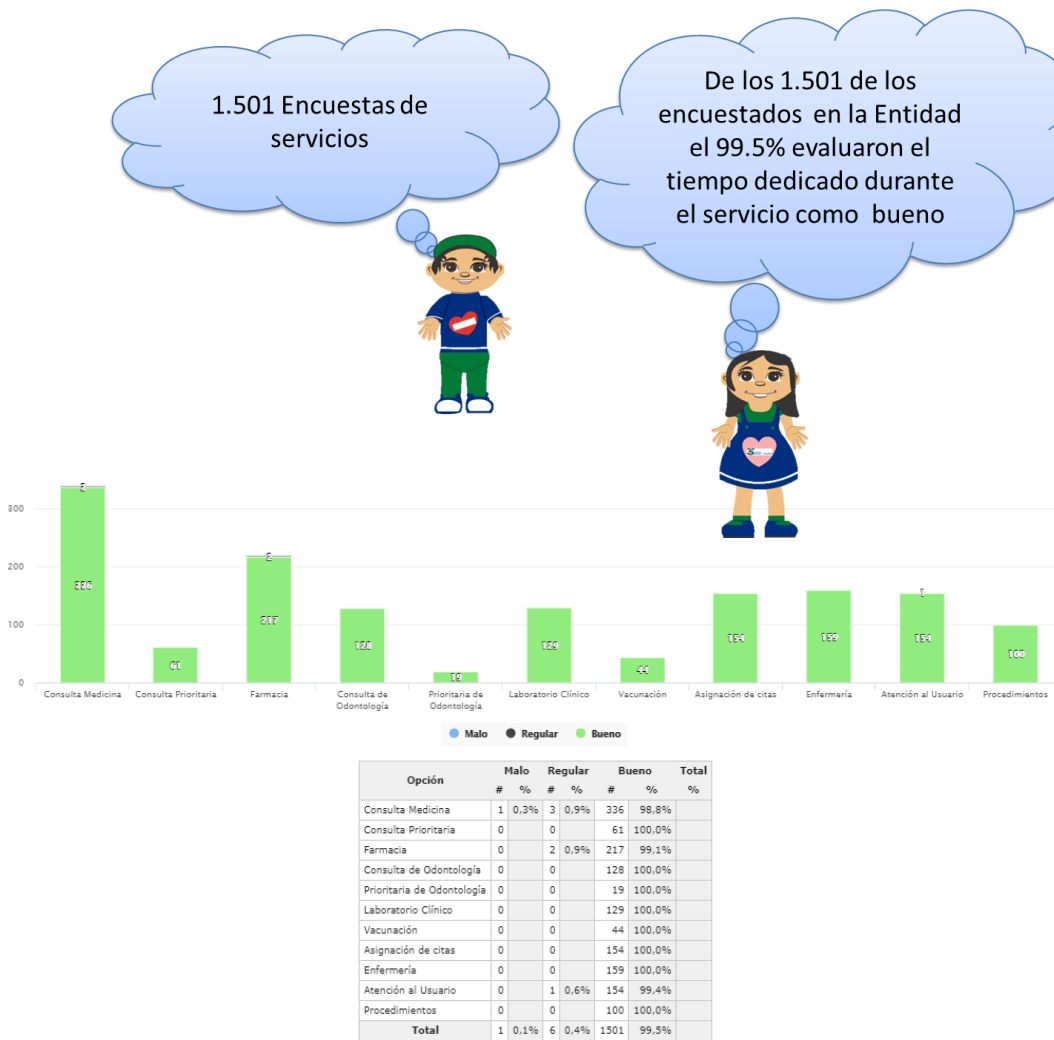 1.501 Encuestas de
servicios
De los 1.501 de los
encuestados en la Entidad
el 99.5% evaluaron el
tiempo dedicado durante
el servicio como bueno
300
200
100
0
3
336
61
2
217
128
19
129
44
154
159
1
154
100
Consulta Medicina
Consulta Prioritaria
Farmacia
Consulta de
Odontología
Prioritaria de
Odontología
Laboratorio Clínico
Vacunación
Asignación de citas
Enfermería
Atención al Usuario
Procedimientos
Malo Regular Bueno
Opción Malo Regular Bueno Total
# % # % # % %
Consulta Medicina 1 0,3% 3 0,9% 336 98,8%
Consulta Prioritaria 0 0 61 100,0%
Farmacia 0 2 0,9% 217 99,1%
Consulta de Odontología 0 0 128 100,0%
Prioritaria de Odontología 0 0 19 100,0%
Laboratorio Clínico 0 0 129 100,0%
Vacunación 0 0 44 100,0%
Asignación de citas 0 0 154 100,0%
Enfermería 0 0 159 100,0%
Atención al Usuario 0 1 0,6% 154 99,4%
Procedimientos 0 0 100 100,0%
Total 1 0,1% 6 0,4% 1501 99,5%